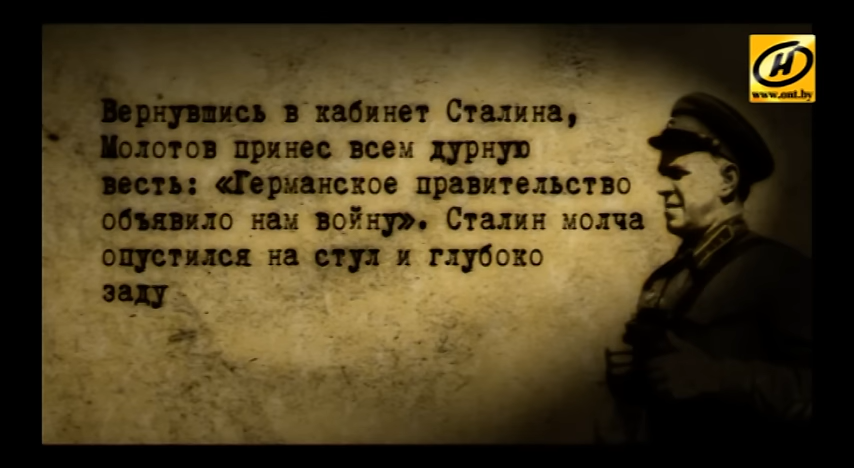 www.ont.by
Вернувшись в кабинет Сталина,
Молотов принес всем дурную
весть: «Германское правительство
объявило нам войну». Сталин молча
опустился на стул и глубоко
заду